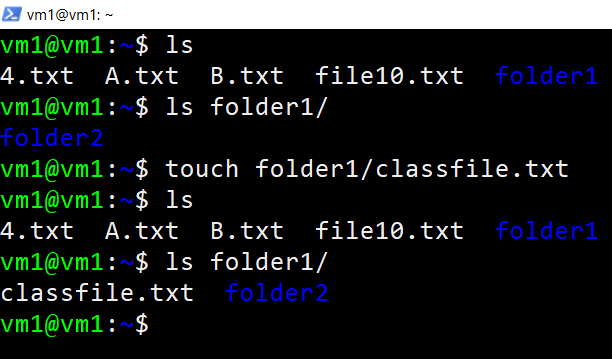 vm1@vm1: ~
vm1@vm1:~$ ls
4.txt  A.txt  B.txt  file10.txt  folder1
vm1@vm1:~$ ls folder1/
folder2
vm1@vm1:~$ touch folder1/classfile.txt
vm1@vm1:~$ ls
4.txt  A.txt  B.txt  file10.txt  folder1
vm1@vm1:~$ ls folder1/
classfile.txt  folder2
vm1@vm1:~$